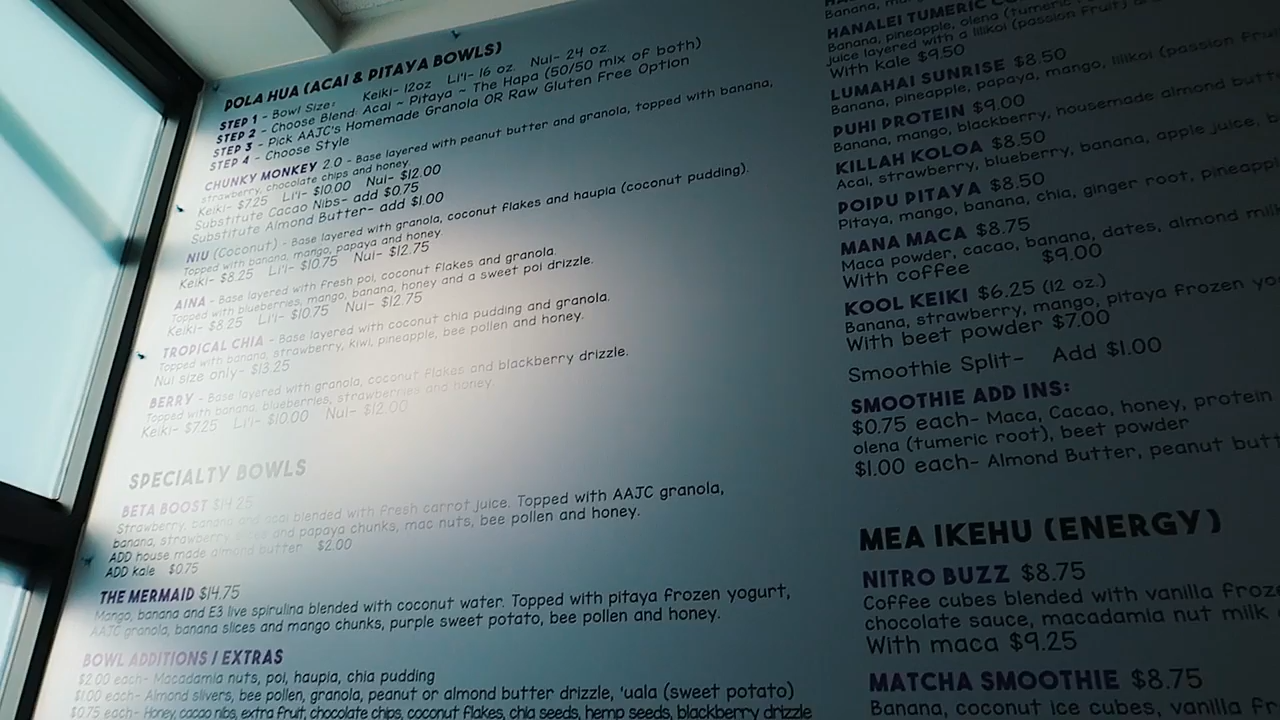 POLA HUA (ACAI & PITAYA BOWLS)
STEP 1 - Bowl Size: Keiki- 12oz Li'l- 16 oz Nui- 24 oz
STEP 2 - Choose Blend: Acai ~ Pitaya ~ The Hapa (50/50 mix of both)
STEP 3 - Pick AAJC's Homemade Granola OR Raw Gluten Free Option
STEP 4 - Choose Style
CHUNKY MONKEY 2.0 - Base layered with peanut butter and granola, topped with banana,
strawberry, chocolate chips and honey
Keiki- $7.25 Li'l- $10.00 Nui- $12.00
Substitute Cacao Nibs- add $0.75
Substitute Almond Butter- add $1.00
NIU (Coconut) - Base layered with granola, coconut flakes and haupia (coconut pudding).
Topped with banana, mango, papaya and honey
Keiki- $8.25 Li'l- $10.75 Nui- $12.75
AINA - Base layered with fresh poi, coconut flakes and granola.
Topped with blueberries, mango, banana, honey and a sweet poi drizzle.
Keiki- $8.25 Li'l- $10.75 Nui- $12.75
TROPICAL CHIA - Base layered with coconut chia pudding and granola.
Topped with banana, strawberry, kiwi, pineapple, bee pollen and honey.
Nui size only- $13.25
BERRY - Base layered with granola, coconut flakes and blackberry drizzle.
Topped with banana, blueberries, strawberries and honey.
Keiki- $7.25 Li'l- $10.00 Nui- $12.00
SPECIALTY BOWLS
BETA BOOST $14.25
Strawberry, banana and acai blended with fresh carrot juice. Topped with AAJC granola,
banana, strawberry, and papaya chunks, mac nuts, bee pollen and honey.
ADD house made almond butter $2.00
ADD kale $0.75
THE MERMAID $14.75
Mango, banana and E3 live spirulina blended with coconut water. Topped with pitaya frozen yogurt,
AAJC granola, banana slices and mango chunks, purple sweet potato, bee pollen and honey.
BOWL ADDITIONS / EXTRAS
$2.00 each- Macadamia nuts, poi, haupia, chia pudding
$1.00 each- Almond slivers, bee pollen, granola, peanut or almond butter drizzle, 'uala (sweet potato)
$0.75 each- Honey, cacao nibs, extra fruit, chocolate chips, coconut flakes, chia seeds, hemp seeds, blackberry drizzle
Banana,
HANALEI TUMERIC
Banana, pineapple, olena (tumeric
juice layered with a lilikoi (passion fruit)
With kale $9.50
LUMAHAI SUNRISE $8.50
Banana, pineapple, papaya, mango, lilikoi (passion
PUHI PROTEIN $9.00
Banana, mango, blackberry, housemade almond
KILLAH KOLOA $8.50
Acai, strawberry, blueberry, banana, apple juice,
POIPU PITAYA $8.50
Pitaya, mango, banana, chia, ginger root,
MANA MACA $8.75
Maca powder, cacao, banana, dates, almond
With coffee $9.00
KOOL KEIKI $6.25 (12 oz.)
Banana, strawberry, mango, pitaya frozen
With beet powder $7.00
Smoothie Split- Add $1.00
SMOOTHIE ADD INS:
$0.75 each- Maca, Cacao, honey, protein
olena (tumeric root), beet powder
$1.00 each- Almond Butter, peanut
MEA IKEHU (ENERGY)
NITRO BUZZ $8.75
Coffee cubes blended with vanilla
chocolate sauce, macadamia nut milk
With maca $9.25
MATCHA SMOOTHIE $8.75
Banana, coconut ice cubes, vanilla